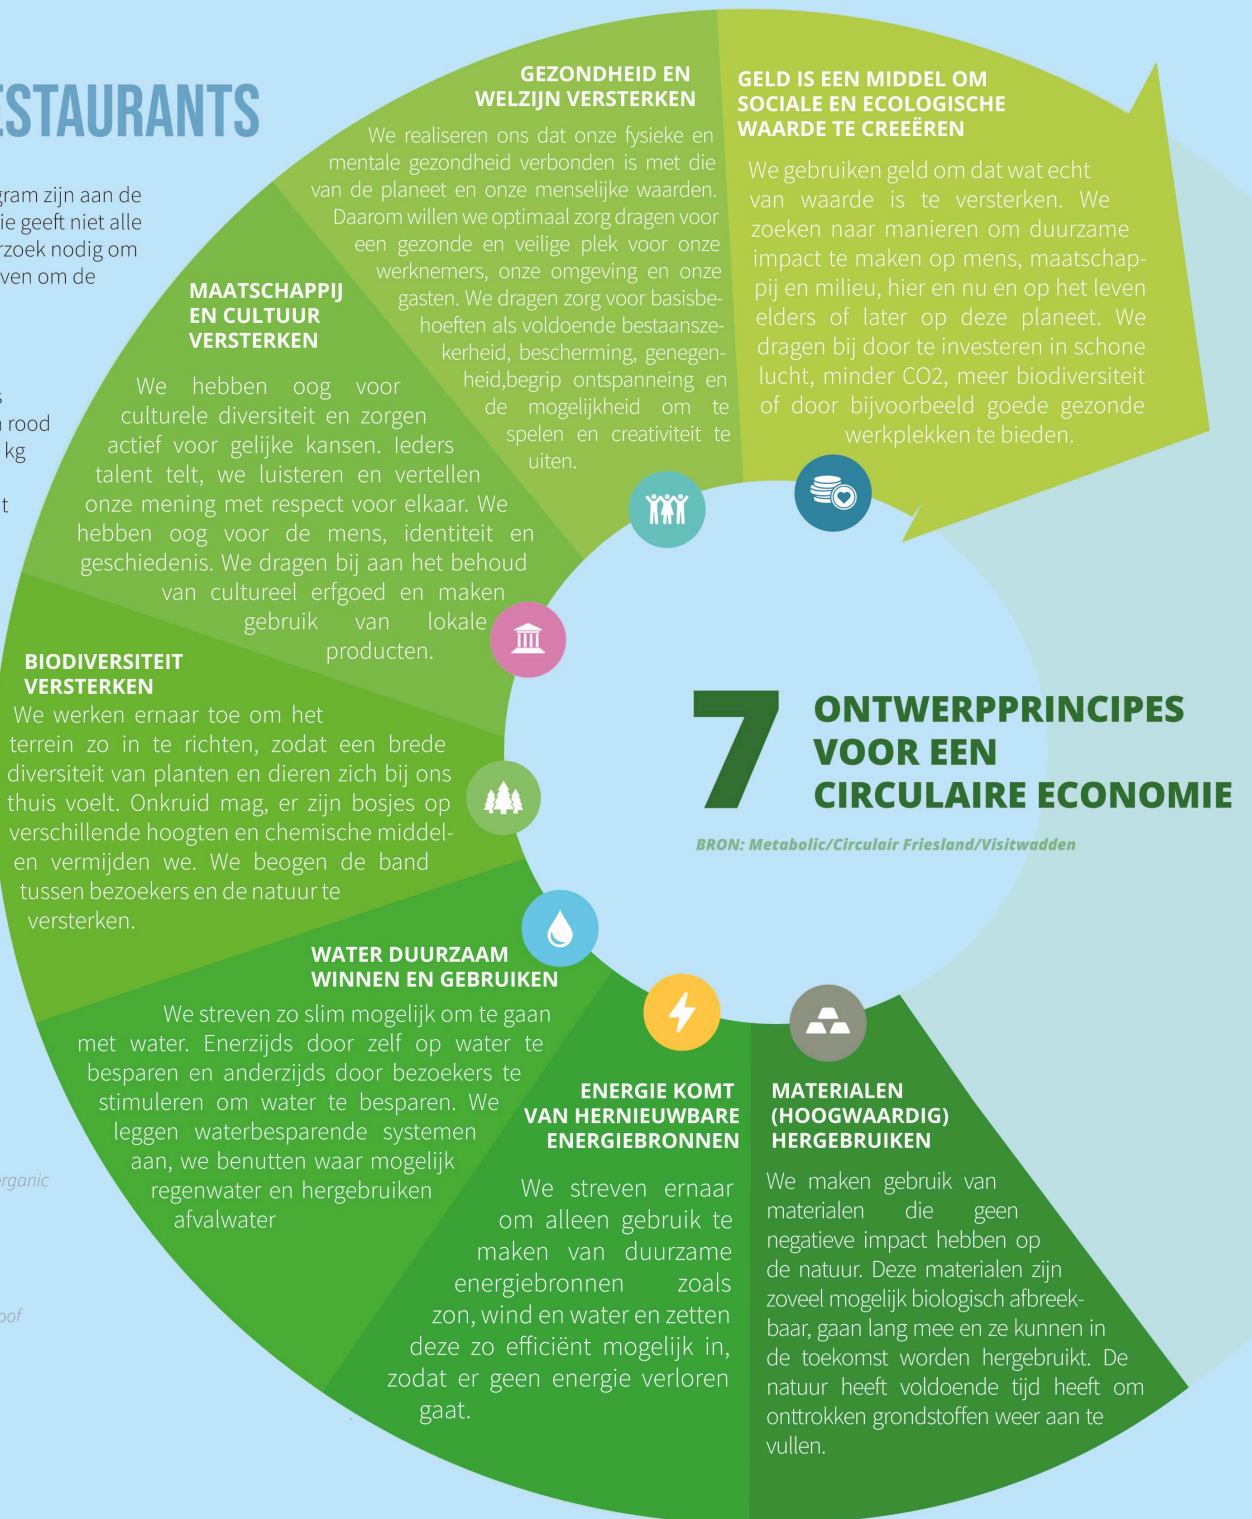 ESTAURANTS
gram zijn aan de
ie geeft niet alle
rzoek nodig om
ven om de
s
n rood
kg
t
organic
oof
GEZONDHEID EN
WELZIJN VERSTERKEN
We realiseren ons dat onze fysieke en
mentale gezondheid verbonden is met die
van de planeet en onze menselijke waarden.
Daarom willen we optimaal zorg dragen voor
een gezonde en veilige plek voor onze
werknemers, onze omgeving en onze
gasten. We dragen zorg voor basisbe-
hoeften als voldoende bestaansze-
kerheid, bescherming, genegen-
heid,begrip ontspanneing en
de mogelijkheid om te
spelen en creativiteit te
uiten.
GELD IS EEN MIDDEL OM
SOCIALE EN ECOLOGISCHE
WAARDE TE CREEËREN
We gebruiken geld om dat wat echt
van waarde is te versterken. We
zoeken naar manieren om duurzame
impact te maken op mens, maatschap-
pij en milieu, hier en nu en op het leven
elders of later op deze planeet. We
dragen bij door te investeren in schone
lucht, minder CO2, meer biodiversiteit
of door bijvoorbeeld goede gezonde
werkplekken te bieden.
MAATSCHAPPIJ
EN CULTUUR
VERSTERKEN
We hebben oog voor
culturele diversiteit en zorgen
actief voor gelijke kansen. Ieders
talent telt, we luisteren en vertellen
onze mening met respect voor elkaar. We
hebben oog voor de mens, identiteit en
geschiedenis. We dragen bij aan het behoud
van cultureel erfgoed en maken
gebruik van lokale
producten.
BIODIVERSITEIT
VERSTERKEN
We werken ernaar toe om het
terrein zo in te richten, zodat een brede
diversiteit van planten en dieren zich bij ons
thuis voelt. Onkruid mag, er zijn bosjes op
verschillende hoogten en chemische middel-
en vermijden we. We beogen de band
tussen bezoekers en de natuur te
versterken.
7 ONTWERPPRINCIPES
VOOR EEN
CIRCULAIRE ECONOMIE
BRON: Metabolic/Circulair Friesland/Visitwadden
WATER DUURZAAM
WINNEN EN GEBRUIKEN
We streven zo slim mogelijk om te gaan
met water. Enerzijds door zelf op water te
besparen en anderzijds door bezoekers te
stimuleren om water te besparen. We
leggen waterbesparende systemen
aan, we benutten waar mogelijk
regenwater en hergebruiken
afvalwater
ENERGIE KOMT
VAN HERNIEUWBARE
ENERGIEBRONNEN
We streven ernaar
om alleen gebruik te
maken van duurzame
energiebronnen zoals
zon, wind en water en zetten
deze zo efficiënt mogelijk in,
zodat er geen energie verloren
gaat.
MATERIALEN
(HOOGWAARDIG)
HERGEBRUIKEN
We maken gebruik van
materialen die geen
negatieve impact hebben op
de natuur. Deze materialen zijn
zoveel mogelijk biologisch afbreek-
baar, gaan lang mee en ze kunnen in
de toekomst worden hergebruikt. De
natuur heeft voldoende tijd heeft om
onttrokken grondstoffen weer aan te
vullen.